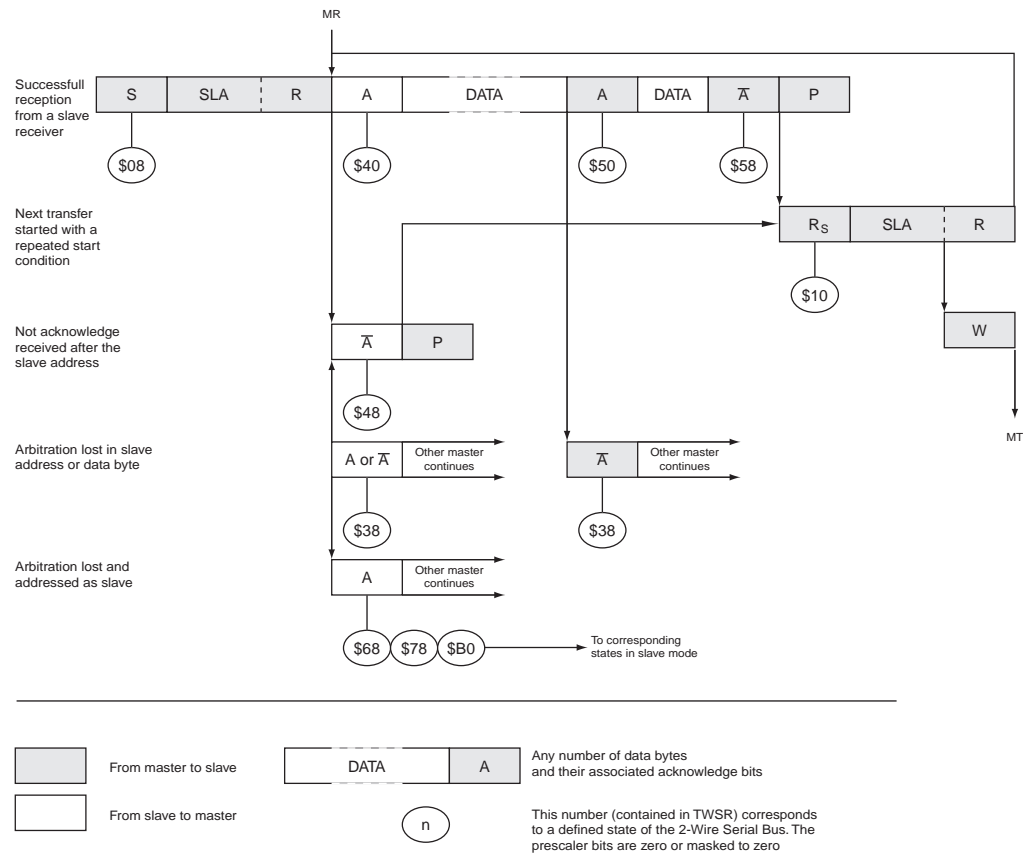 MR
Successfull
reception
from a slave
receiver
S SLA R A DATA A DATA A̅ P
$08 $40 $50 $58
Next transfer
started with a
repeated start
condition
RS SLA R
$10
Not acknowledge
received after the
slave address
A̅ P
W
$48
MT
Arbitration lost in slave
address or data byte
A or A̅ Other master
continues
A̅ Other master
continues
$38 $38
Arbitration lost and
addressed as slave
A Other master
continues
$68 $78 $B0
To corresponding
states in slave mode
From master to slave
DATA A
Any number of data bytes
and their associated acknowledge bits
From slave to master
n
This number (contained in TWSR) corresponds
to a defined state of the 2-Wire Serial Bus. The
prescaler bits are zero or masked to zero